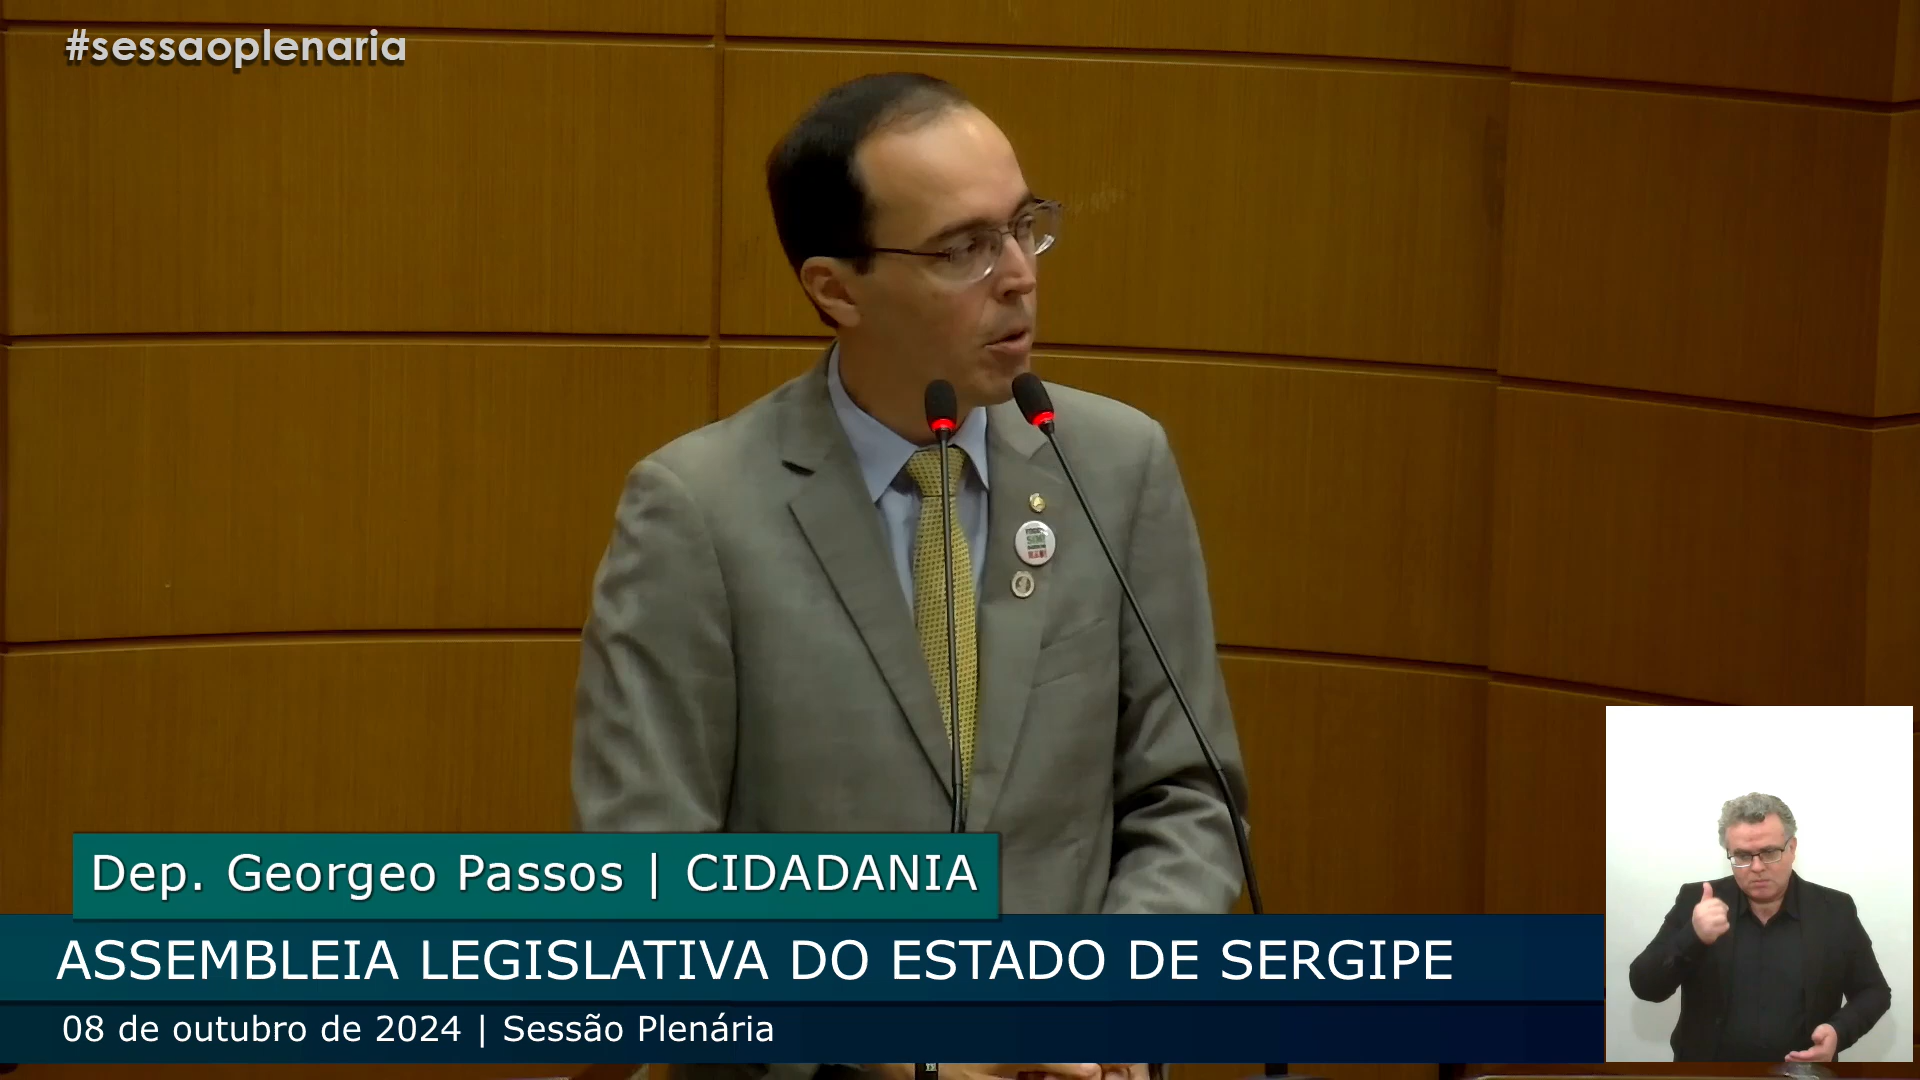 #sessaoplenaria
Dep. Georgeo Passos | CIDADANIA
ASSEMBLEIA LEGISLATIVA DO ESTADO DE SERGIPE
08 de outubro de 2024 | Sessão Plenária